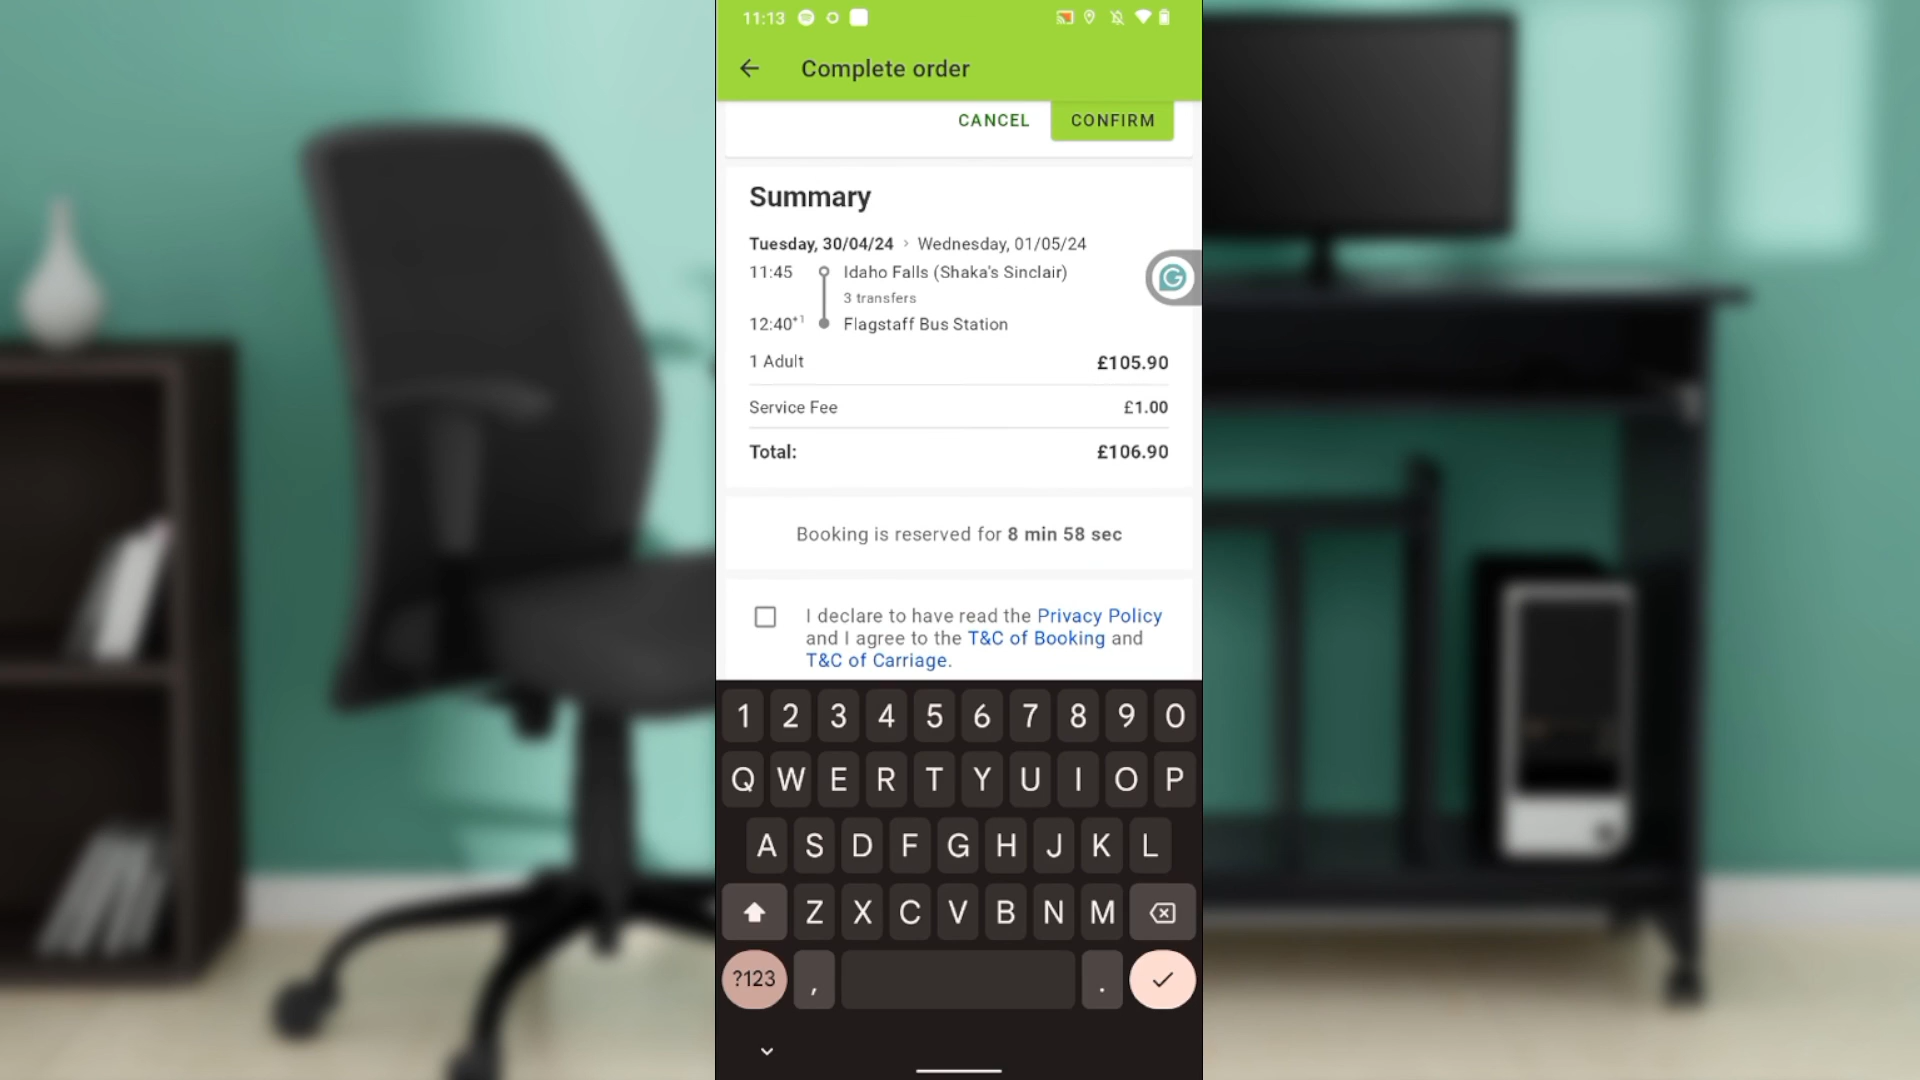 11:13
Complete order
CANCEL CONFIRM
Summary
Tuesday, 30/04/24 › Wednesday, 01/05/24
11:45 Idaho Falls (Shaka's Sinclair)
3 transfers
12:40*¹ Flagstaff Bus Station
1 Adult £105.90
Service Fee £1.00
Total: £106.90
Booking is reserved for 8 min 58 sec
I declare to have read the Privacy Policy
and I agree to the T&C of Booking and
T&C of Carriage.
1 2 3 4 5 6 7 8 9 0
Q W E R T Y U I O P
A S D F G H J K L
Z X C V B N M
?123 , .